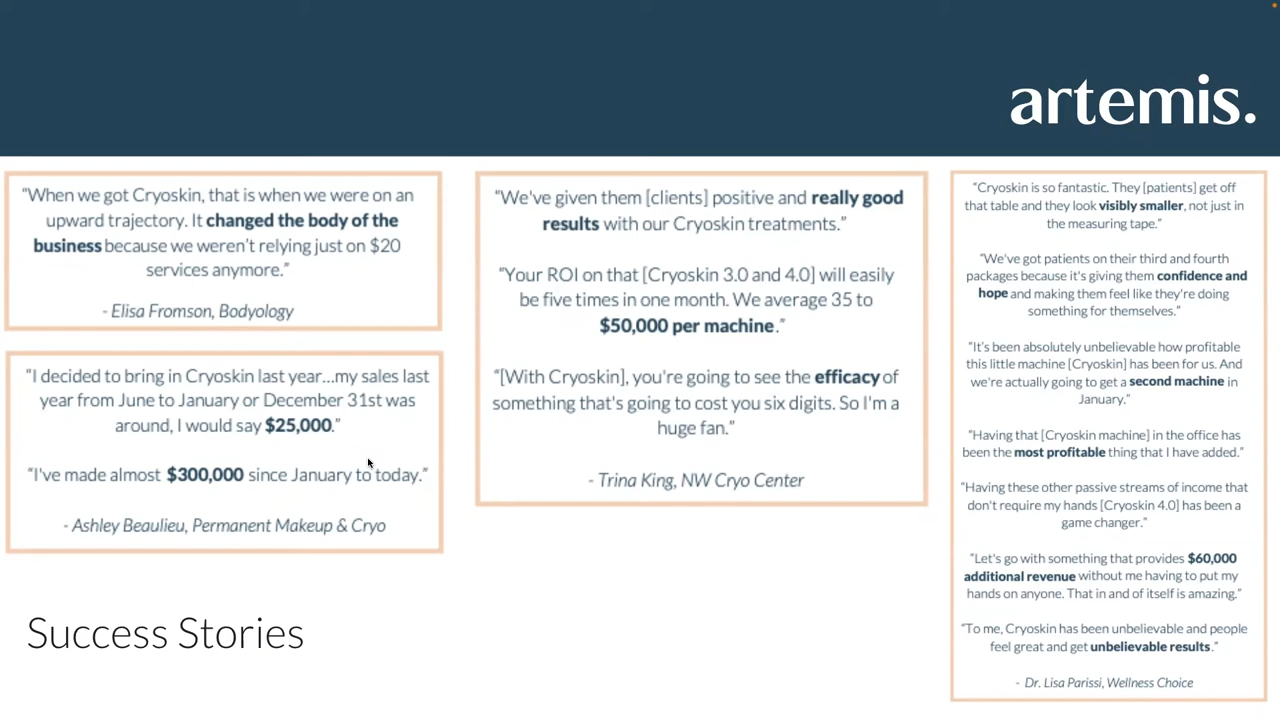 artemis.
“When we got Cryoskin, that is when we were on an
upward trajectory. It changed the body of the
business because we weren’t relying just on $20
services anymore.”
- Elisa Fromson, Bodyology
“I decided to bring in Cryoskin last year...my sales last
year from June to January or December 31st was
around, I would say $25,000.”
“I've made almost $300,000 since January to today.”
- Ashley Beaulieu, Permanent Makeup & Cryo
“We've given them [clients] positive and really good
results with our Cryoskin treatments.”
“Your ROI on that [Cryoskin 3.0 and 4.0] will easily
be five times in one month. We average 35 to
$50,000 per machine.”
“[With Cryoskin], you're going to see the efficacy of
something that's going to cost you six digits. So I'm a
huge fan.”
- Trina King, NW Cryo Center
“Cryoskin is so fantastic. They [patients] get off
that table and they look visibly smaller, not just in
the measuring tape.”
“We've got patients on their third and fourth
packages because it's giving them confidence and
hope and making them feel like they're doing
something for themselves.”
“It’s been absolutely unbelievable how profitable
this little machine [Cryoskin] has been for us. And
we're actually going to get a second machine in
January.”
“Having that [Cryoskin machine] in the office has
been the most profitable thing that I have added.”
“Having these other passive streams of income that
don't require my hands [Cryoskin 4.0] has been a
game changer.”
“Let's go with something that provides $60,000
additional revenue without me having to put my
hands on anyone. That in and of itself is amazing.”
“To me, Cryoskin has been unbelievable and people
feel great and get unbelievable results.”
- Dr. Lisa Parissi, Wellness Choice
Success Stories